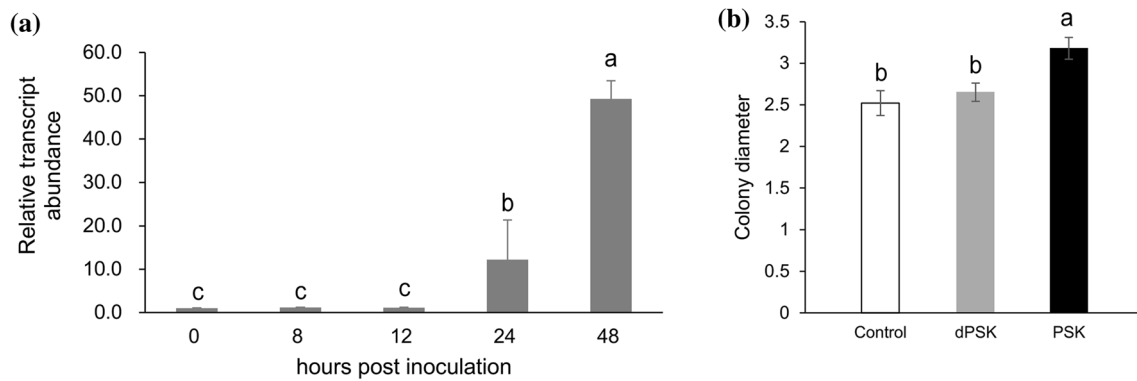 (a)
Relative transcript
abundance
60.0
50.0
40.0
30.0
20.0
10.0
0.0
c
c
c
b
a
0
8
12
24
48
hours post inoculation
(b)
Colony diameter
3.5
3
2.5
2
1.5
1
0.5
0
b
b
a
Control
dPSK
PSK